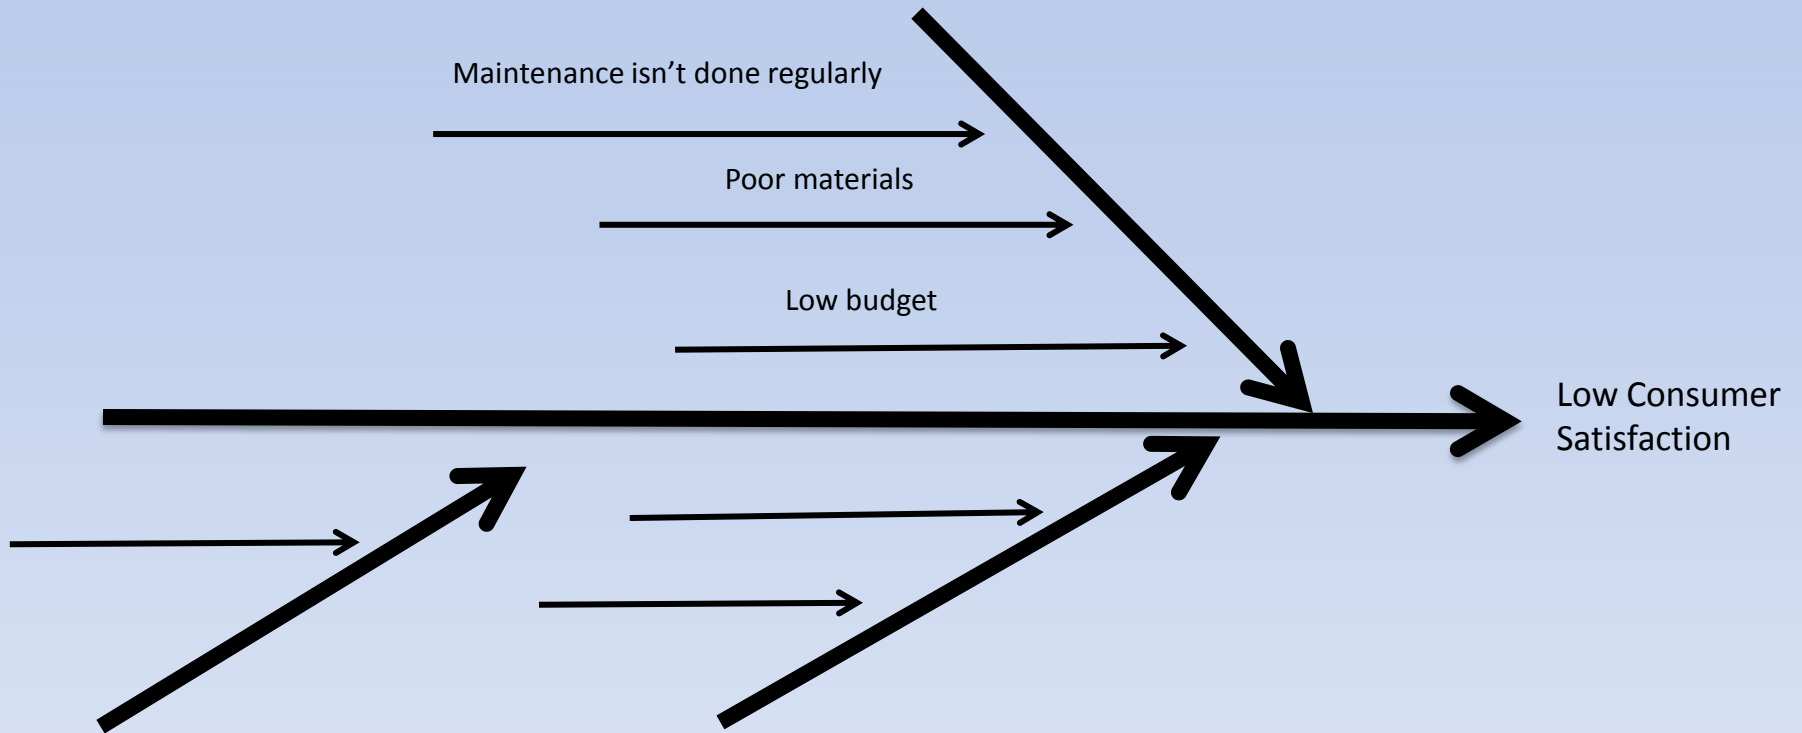 Maintenance isn’t done regularly
Poor materials
Low budget
Low Consumer
Satisfaction